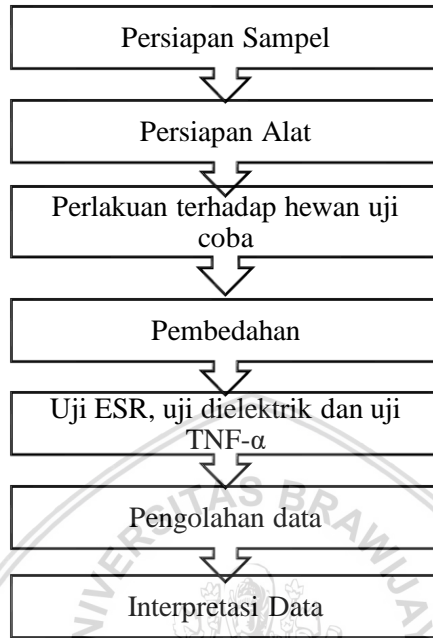 Persiapan Sampel
Persiapan Alat
Perlakuan terhadap hewan uji
coba
Pembedahan
Uji ESR, uji dielektrik dan uji
TNF-α
Pengolahan data
Interpretasi Data